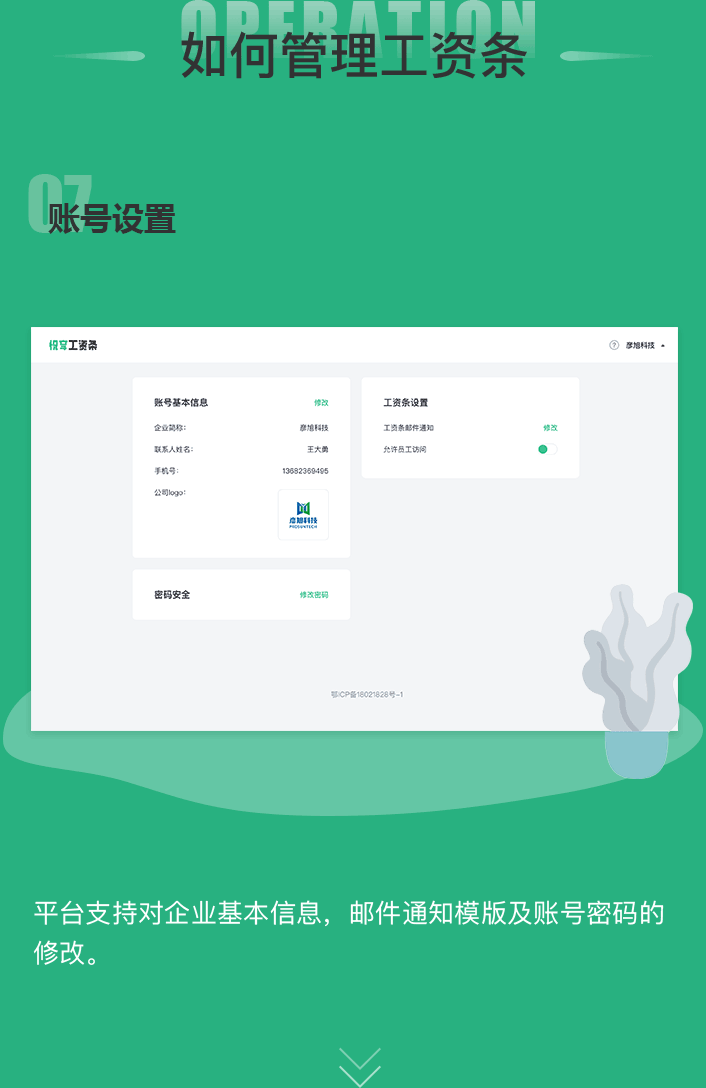 OPERATION
如何管理工资条
07
账号设置
悦享工资条
? 彦旭科技
账号基本信息 修改
企业简称： 彦旭科技
联系人姓名： 王大勇
手机号： 13682369495
公司logo：
彦旭科技
PROSUNTECH
密码安全 修改密码
工资条设置
工资条邮件通知 修改
允许员工访问
鄂ICP备18021828号-1
平台支持对企业基本信息，邮件通知模版及账号密码的
修改。